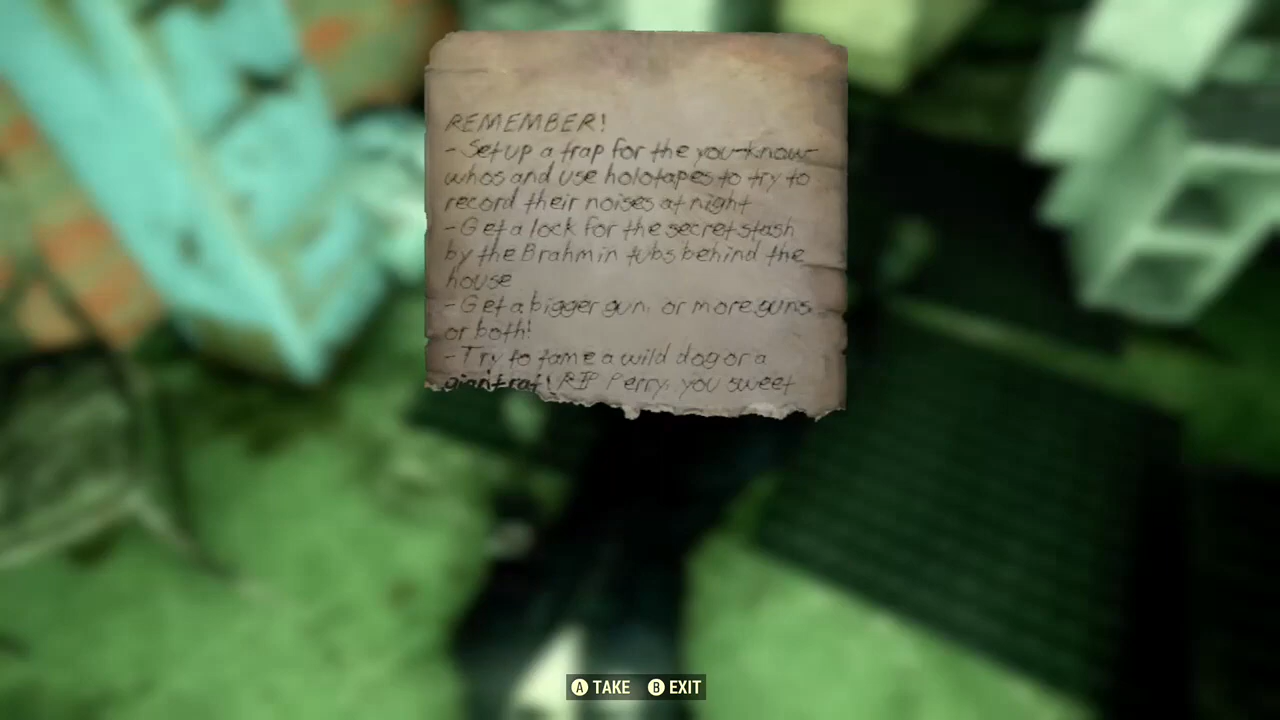 REMEMBER!
- Set up a trap for the you-know-
whos and use holotapes to try to
record their noises at night
- Get a lock for the secret stash
by the Brahmin tubs behind the
house
- Get a bigger gun, or more guns,
or both!
- Try to tame a wild dog or a
giant rat! RIP Perry, you sweet
A TAKE B EXIT